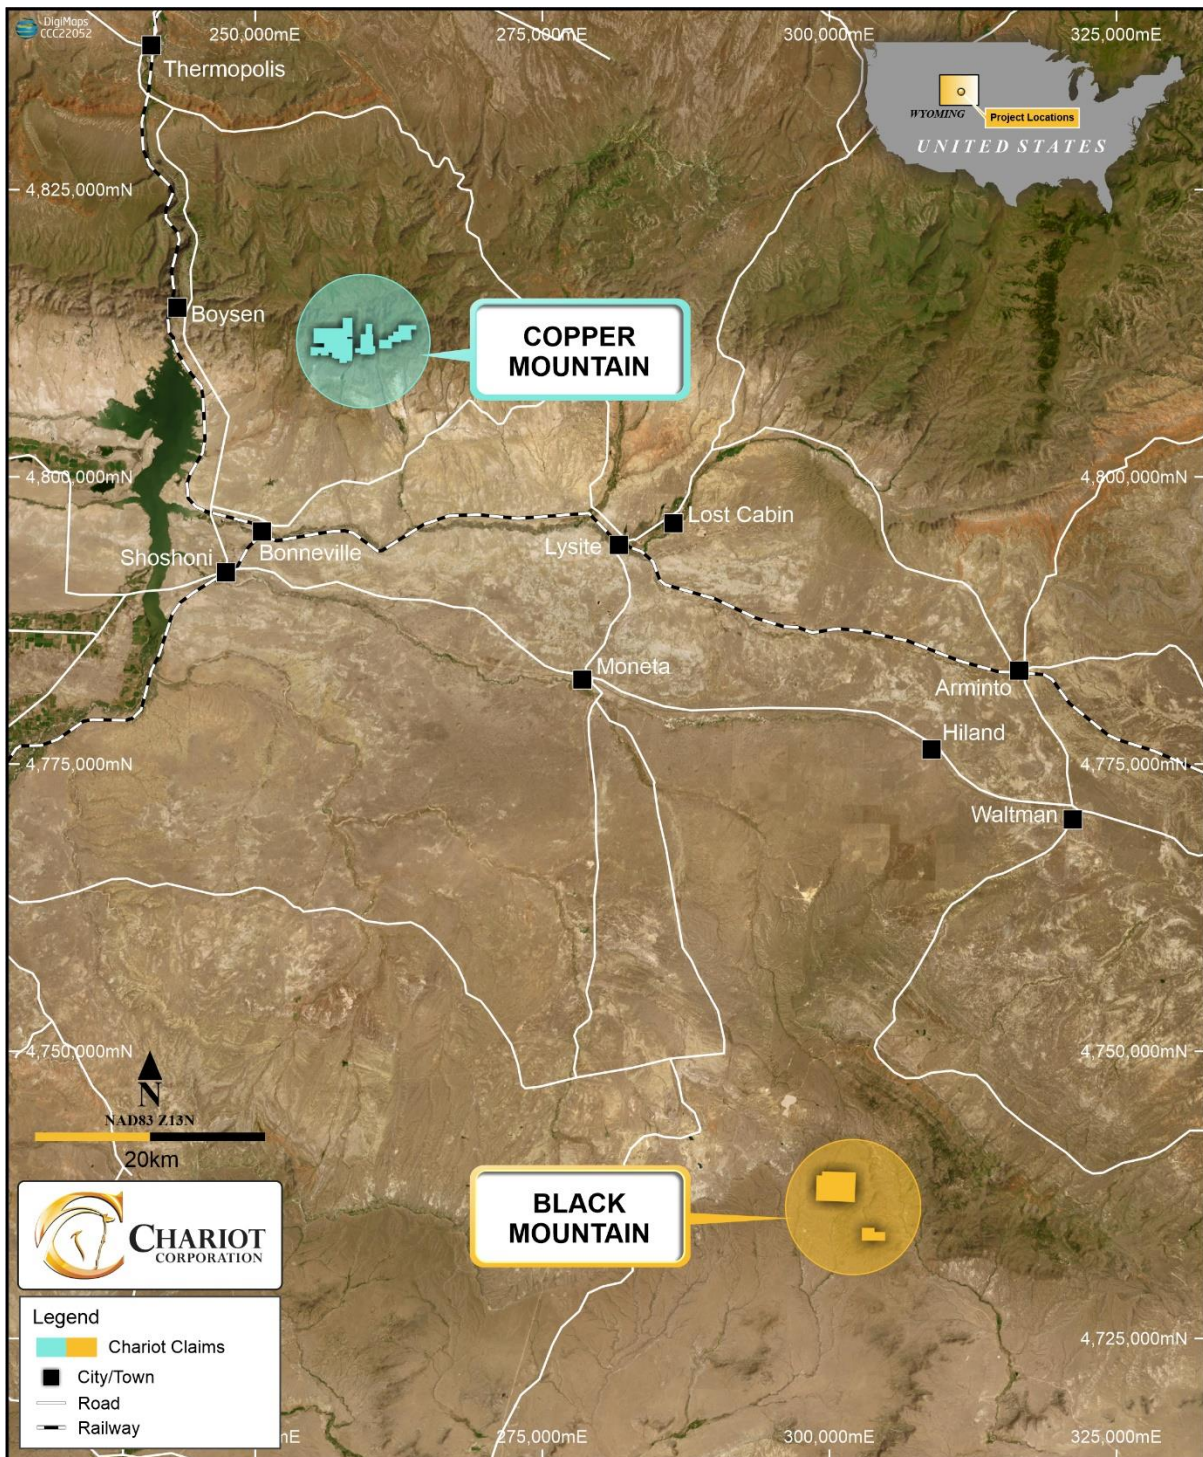 DigiMaps
CCC22052
250,000mE
275,000mE
300,000mE
325,000mE
Thermopolis
WYOMING
Project Locations
UNITED STATES
4,825,000mN
Boysen
COPPER
MOUNTAIN
4,800,000mN
4,800,000mN
Lost Cabin
Shoshoni
Bonneville
Lysite
Moneta
Arminto
Hiland
4,775,000mN
4,775,000mN
Waltman
4,750,000mN
4,750,000mN
N
NAD83 Z13N
20km
BLACK
MOUNTAIN
CHARIOT
CORPORATION
Legend
Chariot Claims
City/Town
Road
Railway
4,725,000mN
275,000mE
300,000mE
325,000mE